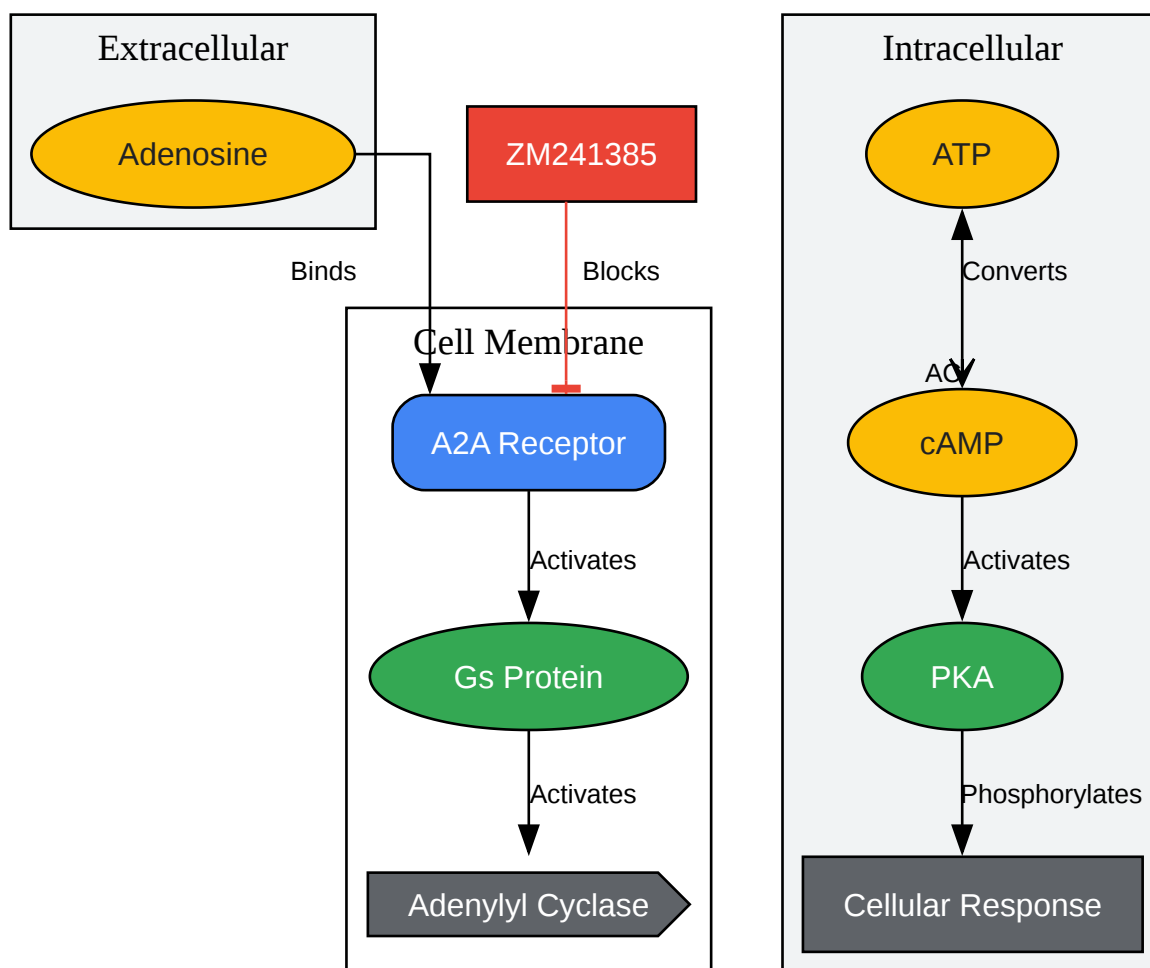 Extracellular
Intracellular
Adenosine
ZM241385
ATP
Binds
Blocks
Converts
Cell Membrane
AC
A2A Receptor
cAMP
Activates
Activates
Gs Protein
PKA
Activates
Phosphorylates
Adenylyl Cyclase
Cellular Response